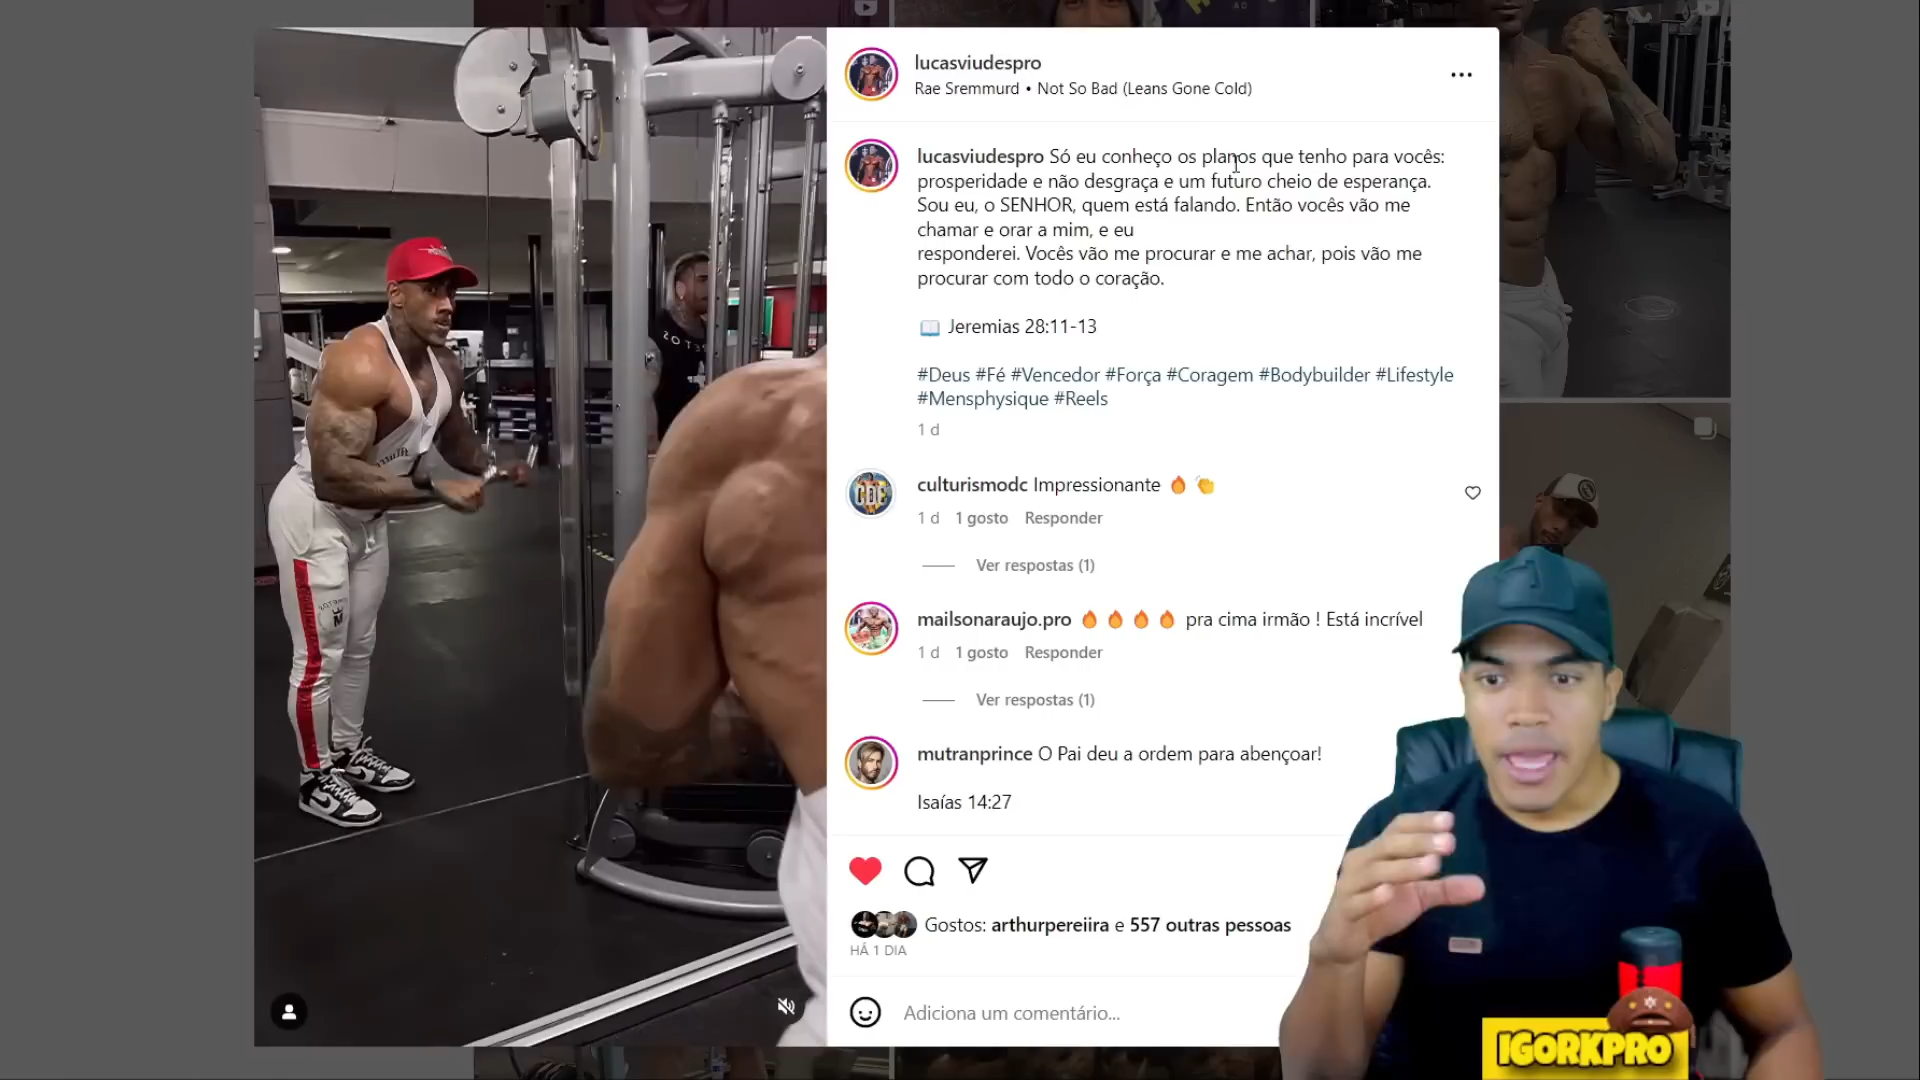 lucasviudespro
Rae Sremmurd • Not So Bad (Leans Gone Cold)
lucasviudespro Só eu conheço os planos que tenho para vocês:
prosperidade e não desgraça e um futuro cheio de esperança.
Sou eu, o SENHOR, quem está falando. Então vocês vão me
chamar e orar a mim, e eu
responderei. Vocês vão me procurar e me achar, pois vão me
procurar com todo o coração.
📖 Jeremias 28:11-13
#Deus #Fé #Vencedor #Força #Coragem #Bodybuilder #Lifestyle
#Mensphysique #Reels
1 d
culturismodc Impressionante 🔥 👏
1 d 1 gosto Responder
Ver respostas (1)
mailsonaraujo.pro 🔥 🔥 🔥 🔥 pra cima irmão ! Está incrível
1 d 1 gosto Responder
Ver respostas (1)
mutranprince O Pai deu a ordem para abençoar!
Isaías 14:27
Gostos: arthurpereiira e 557 outras pessoas
HÁ 1 DIA
Adiciona um comentário...
CDE
IGORKPRO